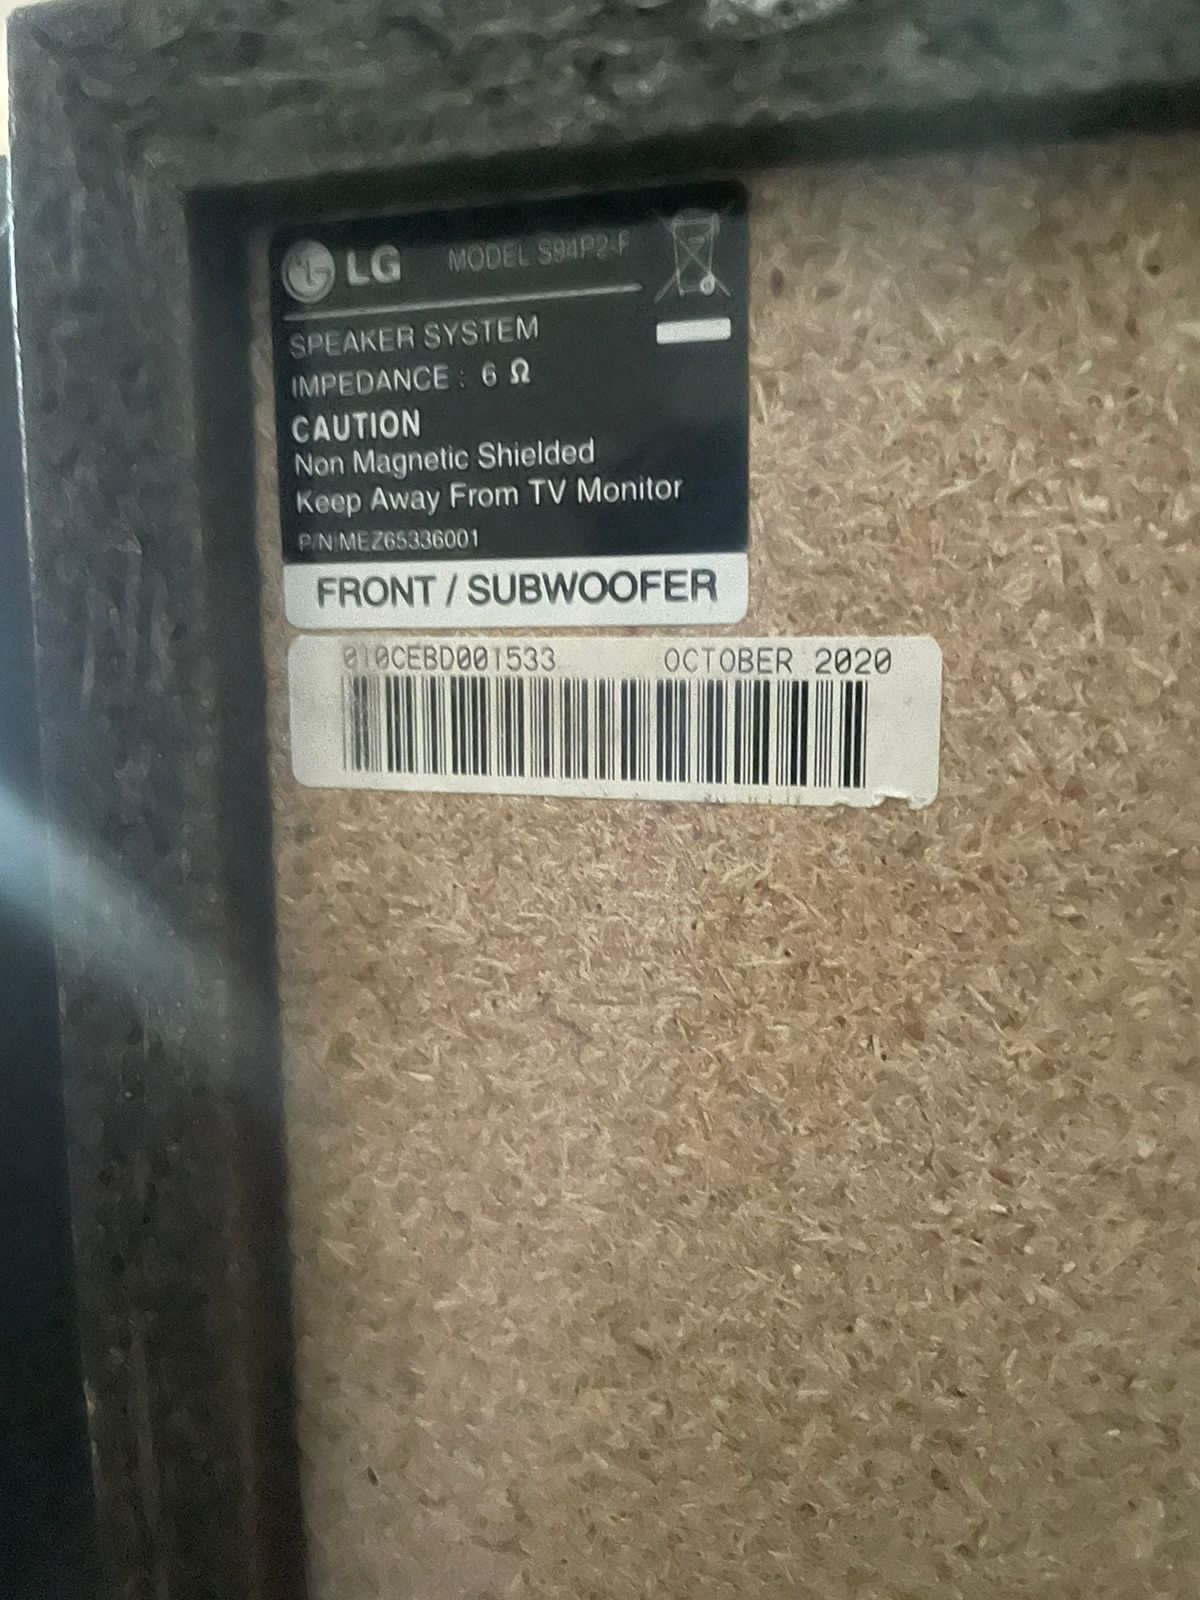 LG MODEL S94P2-F
SPEAKER SYSTEM
IMPEDANCE : 6 Ω
CAUTION
Non Magnetic Shielded
Keep Away From TV Monitor
P/N:MEZ65336001
FRONT / SUBWOOFER
010CEBD001533 OCTOBER 2020